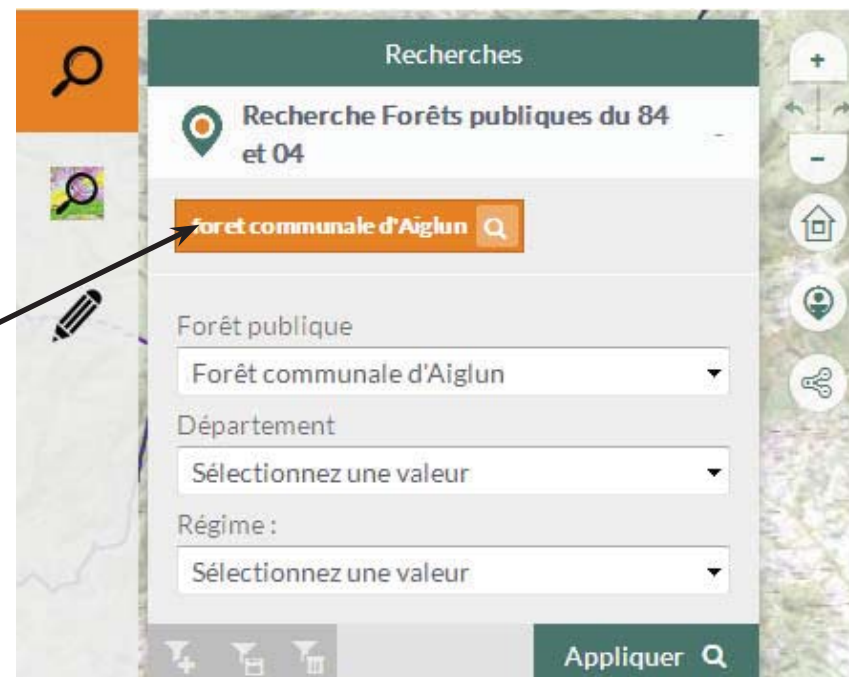 Recherches
Recherche Forêts publiques du 84
et 04
foret communale d'Aiglun
Forêt publique
Forêt communale d'Aiglun
Département
Sélectionnez une valeur
Régime :
Sélectionnez une valeur
Appliquer